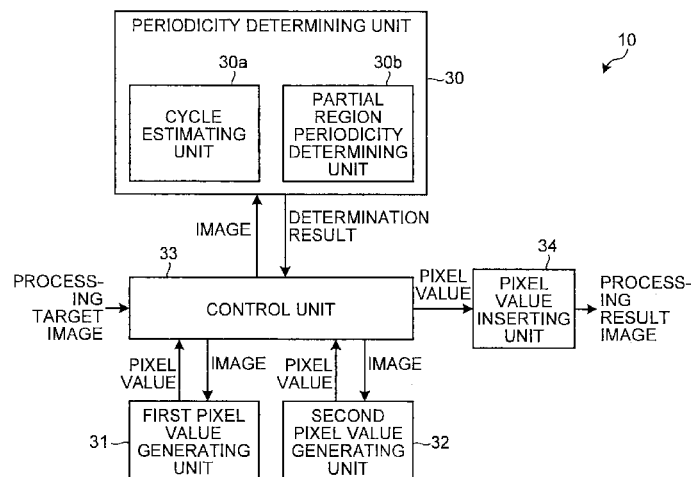 PERIODICITY DETERMINING UNIT
10
30a
30b
30
CYCLE
ESTIMATING
UNIT
PARTIAL
REGION
PERIODICITY
DETERMINING
UNIT
IMAGE
DETERMINATION
RESULT
33
34
PROCESS-
ING
TARGET
IMAGE
CONTROL UNIT
PIXEL
VALUE
PIXEL
VALUE
INSERTING
UNIT
PROCESS-
ING
RESULT
IMAGE
PIXEL
VALUE
IMAGE
PIXEL
VALUE
IMAGE
31
FIRST PIXEL
VALUE
GENERATING
UNIT
SECOND
PIXEL VALUE
GENERATING
UNIT
32